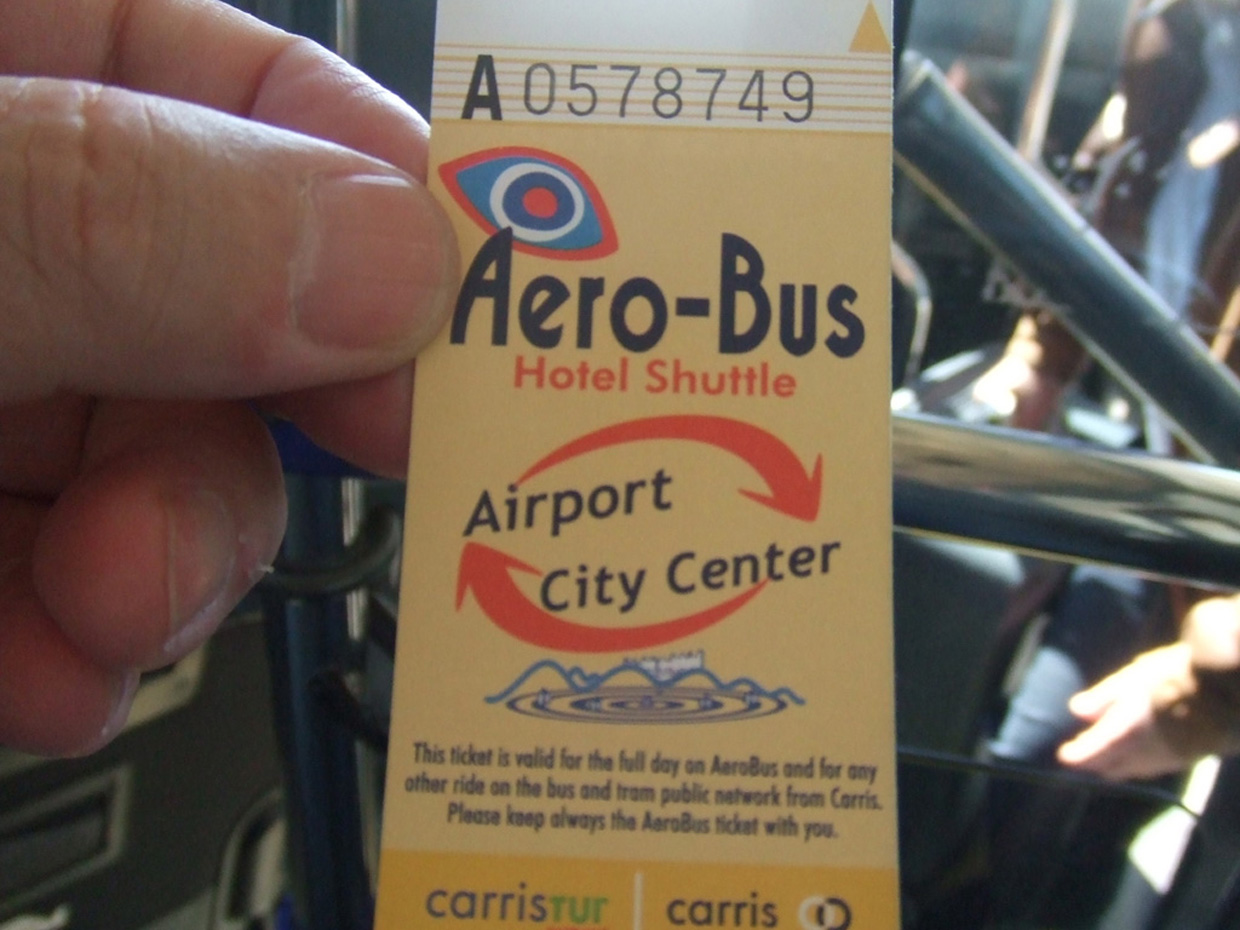 A 0578749
Aero-Bus
Hotel Shuttle
Airport
City Center
This ticket is valid for the full day on AeroBus and for any
other ride on the bus and tram public network from Carris.
Please keep always the AeroBus ticket with you.
carrisTUR | carris